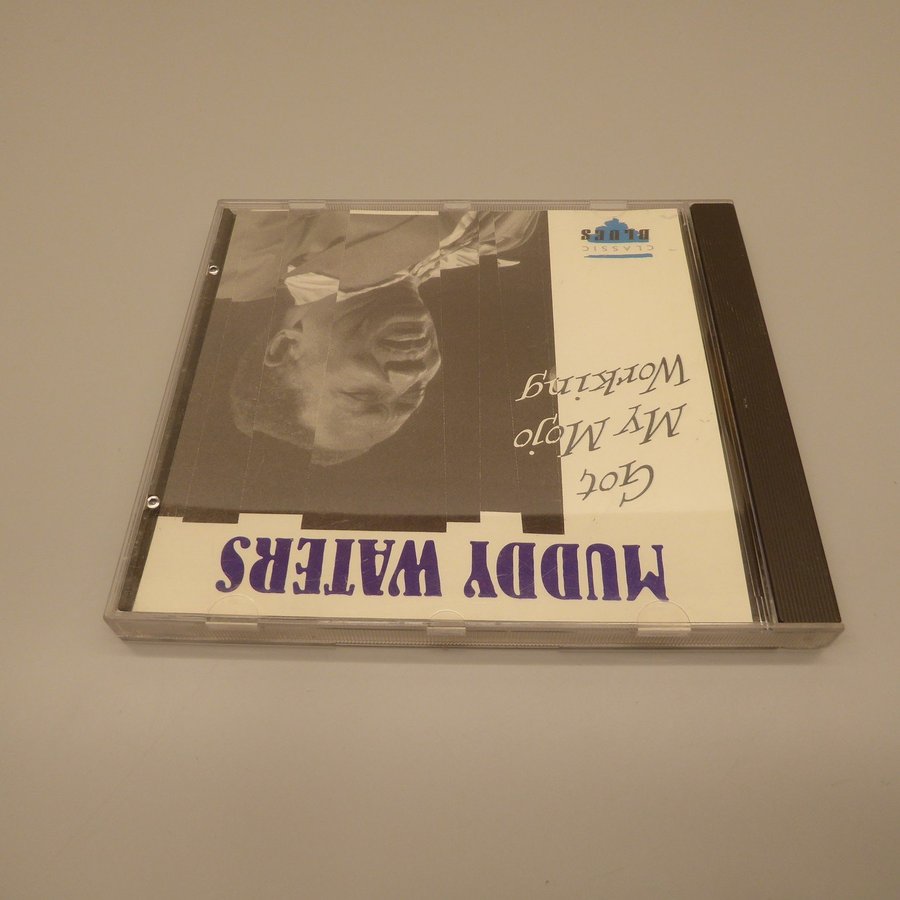 MUDDY WATERS
Got
My Mojo
Working
CLASSIC
BLUES